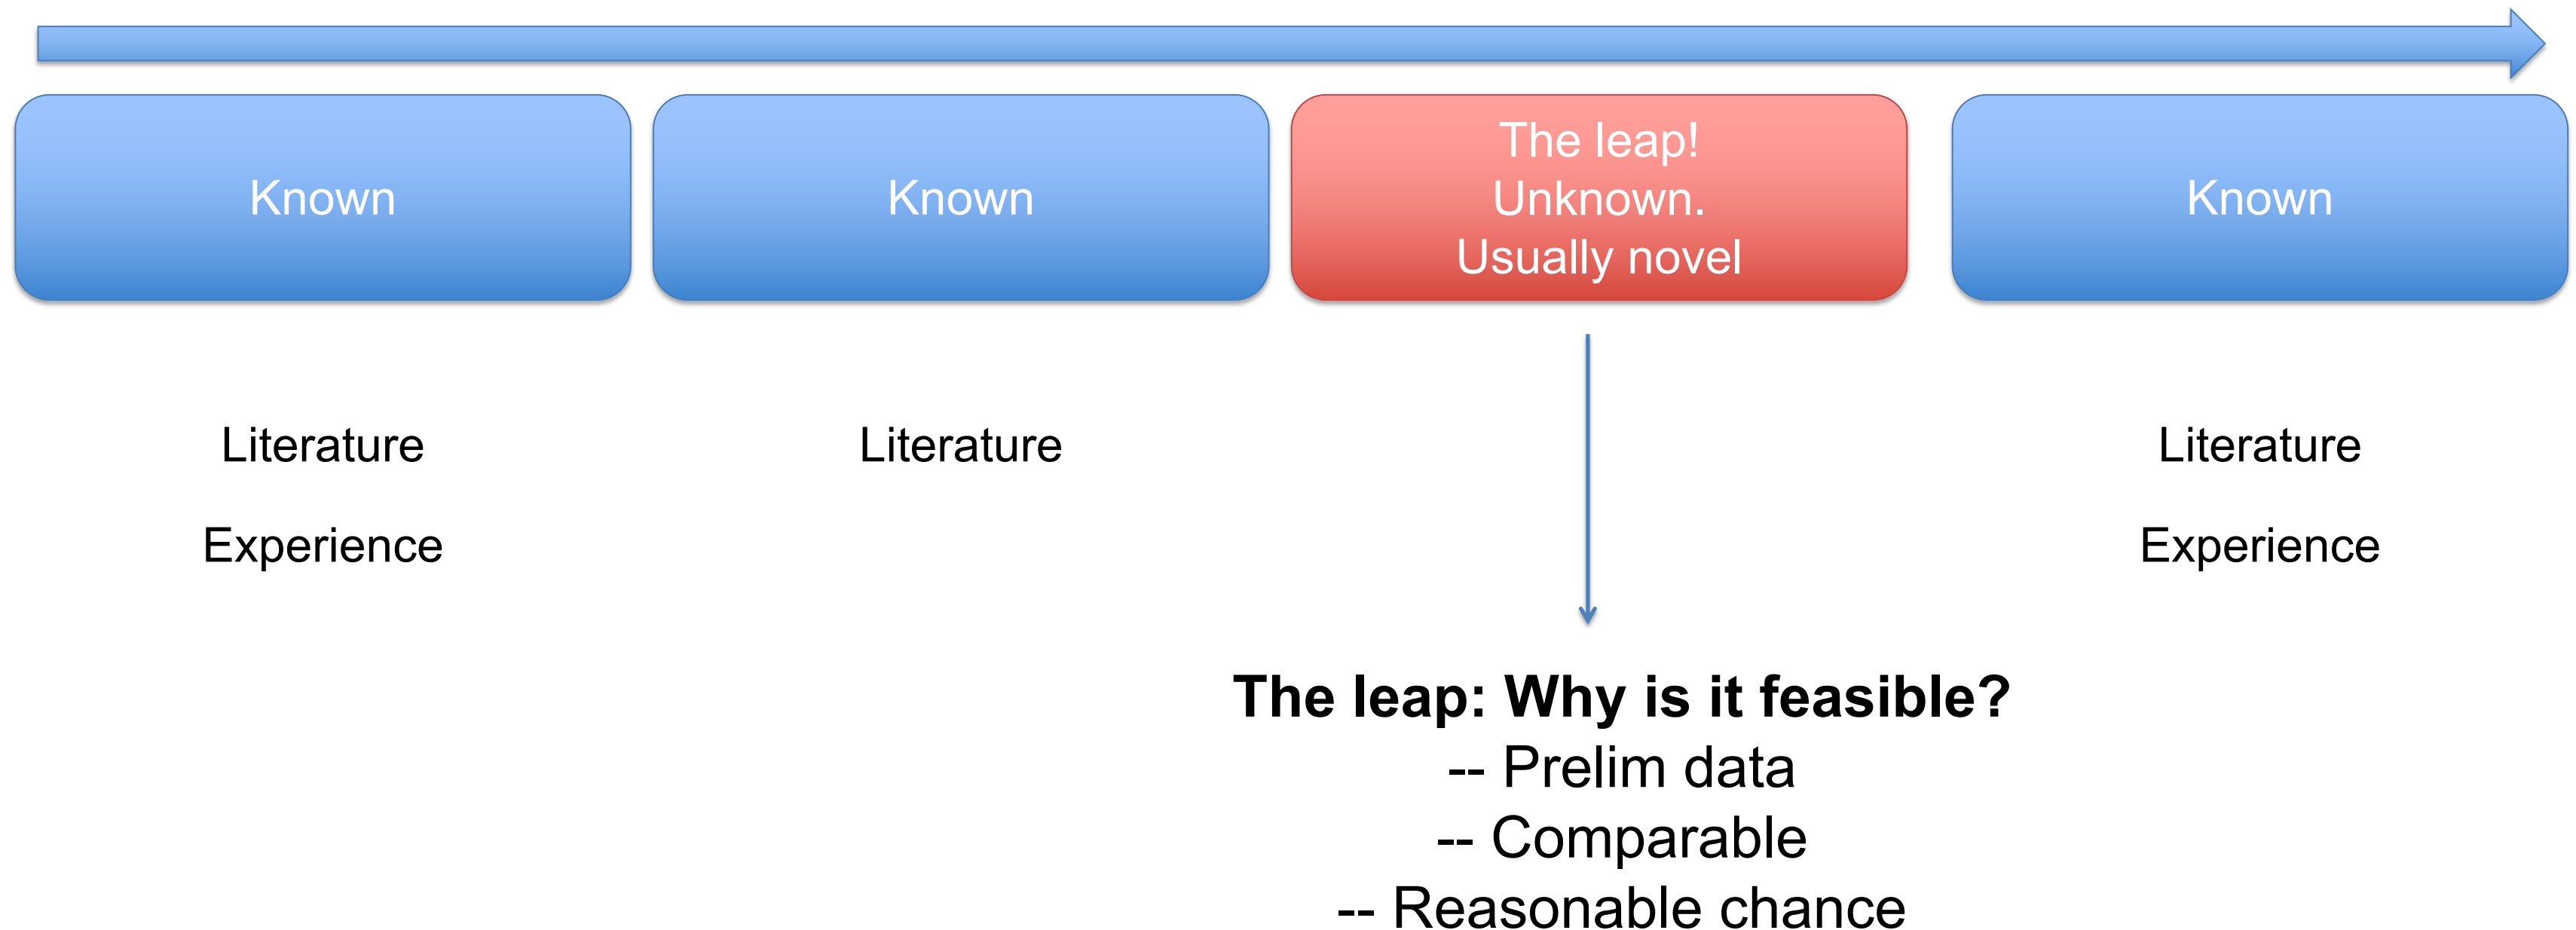 Known
Known
The leap!
Unknown.
Usually novel
Known
Literature
Experience
Literature
Literature
Experience
The leap: Why is it feasible?
-- Prelim data
-- Comparable
-- Reasonable chance